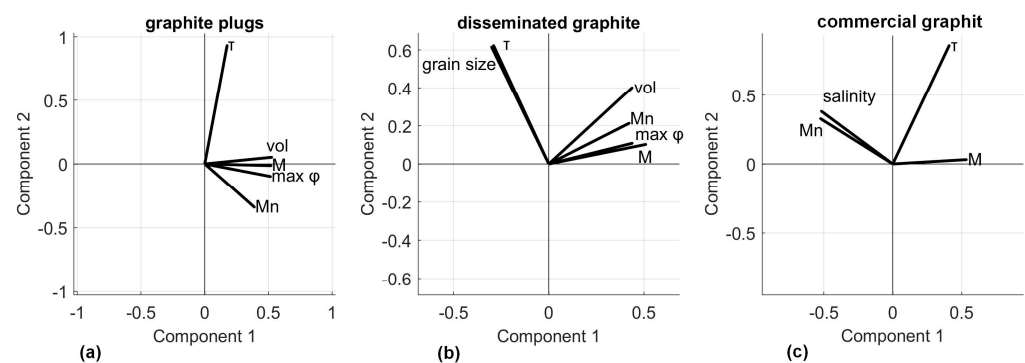 graphite plugs
1
0.5
0
-0.5
-1
-1
-0.5
0
0.5
1
Component 2
Component 1
τ
vol
M
max φ
Mn
(a)
disseminated graphite
0.6
0.4
0.2
0
-0.2
-0.4
-0.6
-0.5
0
0.5
Component 2
Component 1
τ
grain size
vol
Mn
max φ
M
(b)
commercial graphit
0.5
0
-0.5
-0.5
0
0.5
Component 2
Component 1
τ
salinity
Mn
M
(c)